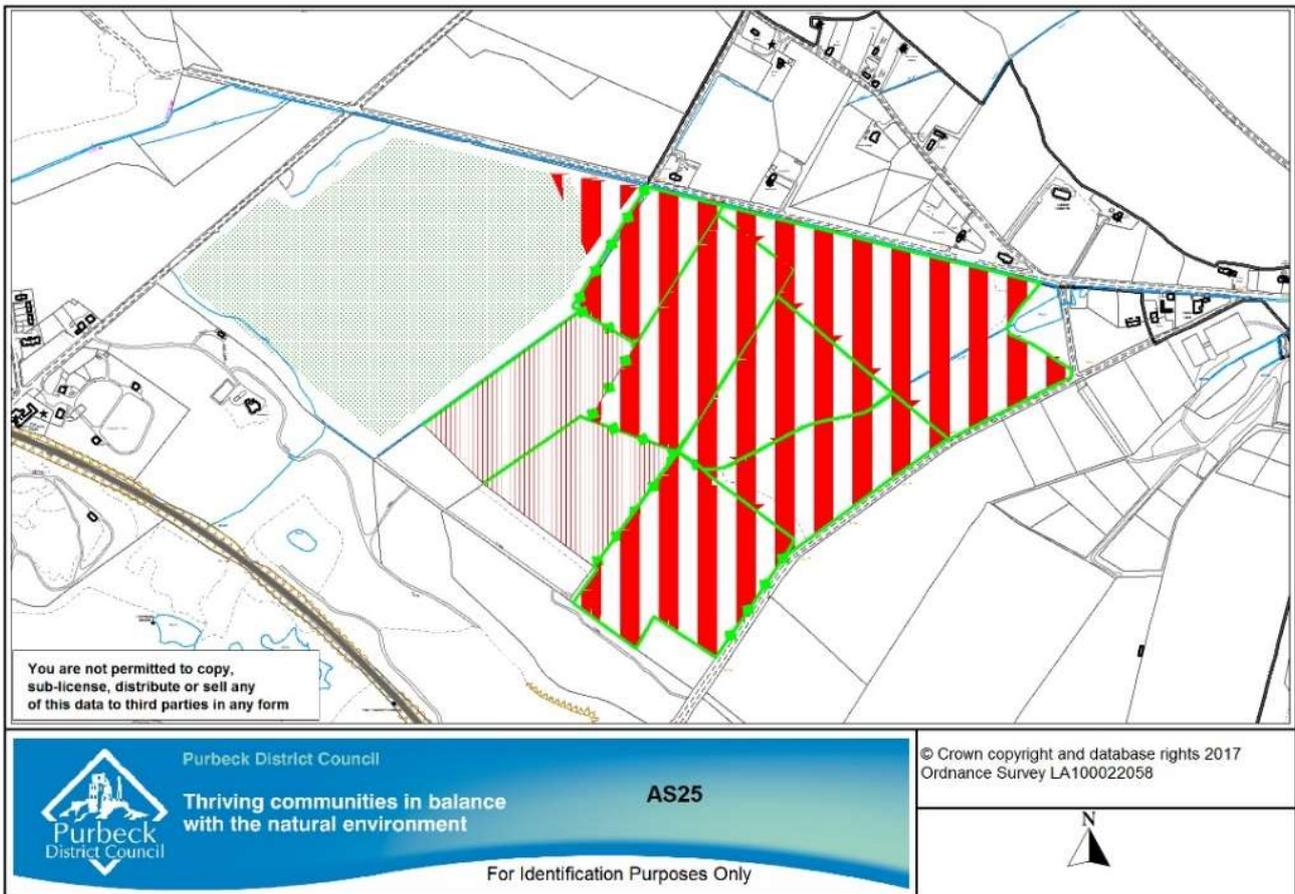 You are not permitted to copy,
sub-license, distribute or sell any
of this data to third parties in any form
Purbeck
District Council
Purbeck District Council
Thriving communities in balance
with the natural environment
AS25
For Identification Purposes Only
© Crown copyright and database rights 2017
Ordnance Survey LA100022058
N